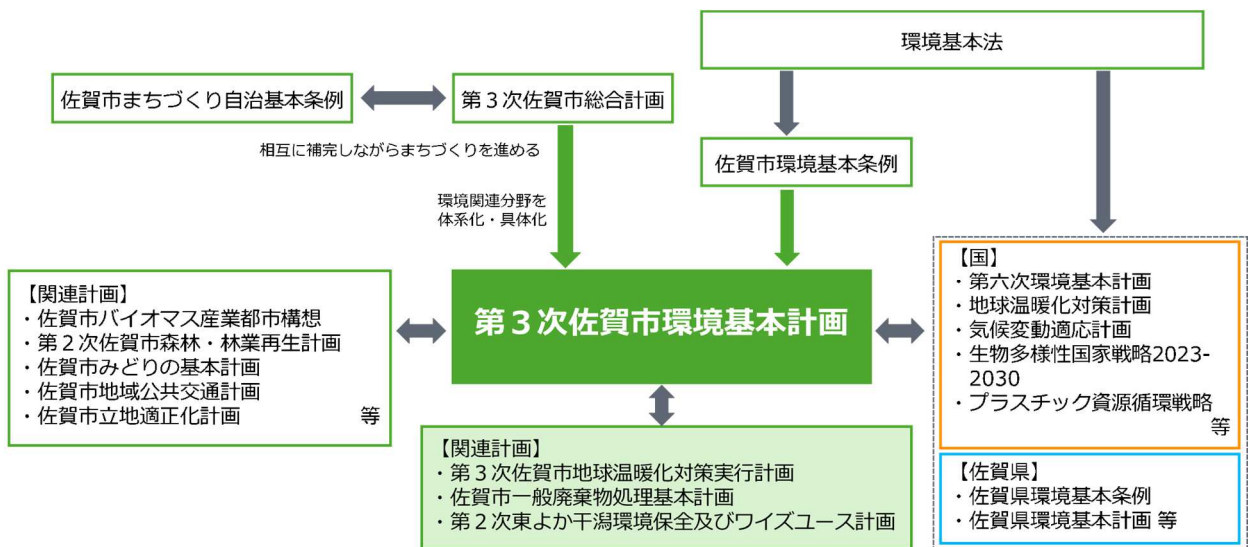 環境基本法
佐賀市まちづくり自治基本条例
第３次佐賀市総合計画
相互に補完しながらまちづくりを進める
佐賀市環境基本条例
環境関連分野を
体系化・具体化
【関連計画】
・佐賀市バイオマス産業都市構想
・第２次佐賀市森林・林業再生計画
・佐賀市みどりの基本計画
・佐賀市地域公共交通計画
・佐賀市立地適正化計画 等
第３次佐賀市環境基本計画
【国】
・第六次環境基本計画
・地球温暖化対策計画
・気候変動適応計画
・生物多様性国家戦略2023-
2030
・プラスチック資源循環戦略
等
【関連計画】
・第３次佐賀市地球温暖化対策実行計画
・佐賀市一般廃棄物処理基本計画
・第２次東よか干潟環境保全及びワイズユース計画
【佐賀県】
・佐賀県環境基本条例
・佐賀県環境基本計画 等